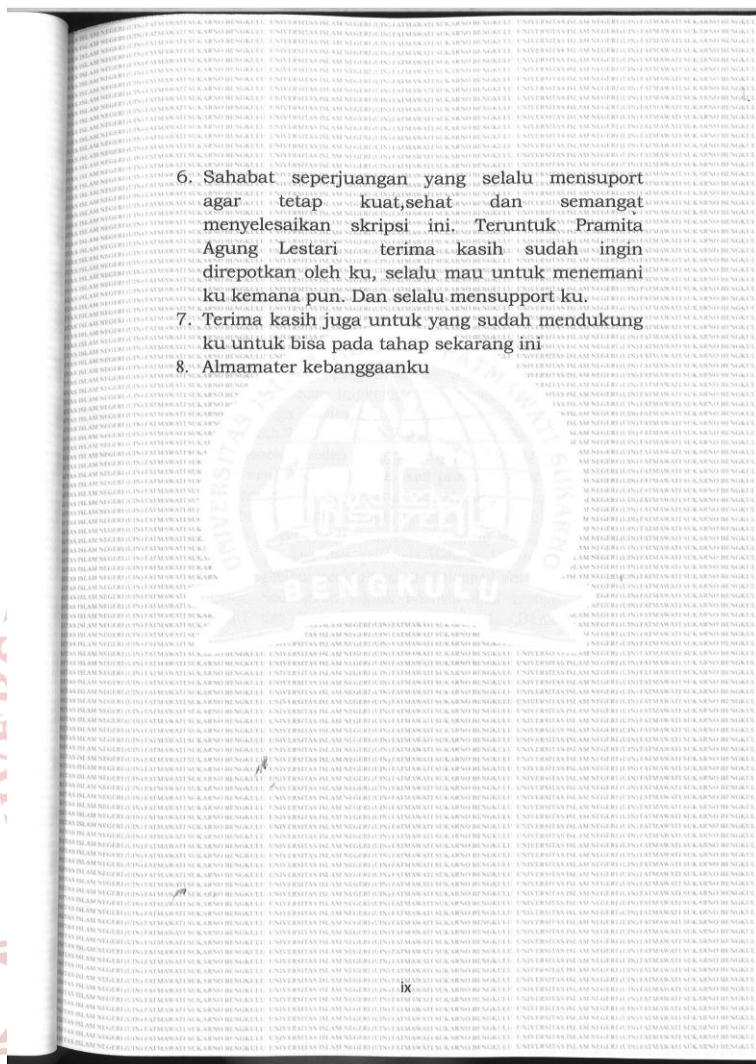 6. Sahabat seperjuangan yang selalu mensuport
agar tetap kuat,sehat dan semangat
menyelesaikan skripsi ini. Teruntuk Pramita
Agung Lestari terima kasih sudah ingin
direpotkan oleh ku, selalu mau untuk menemani
ku kemana pun. Dan selalu mensupport ku.
7. Terima kasih juga untuk yang sudah mendukung
ku untuk bisa pada tahap sekarang ini
8. Almamater kebanggaanku
BENGKULU
ix